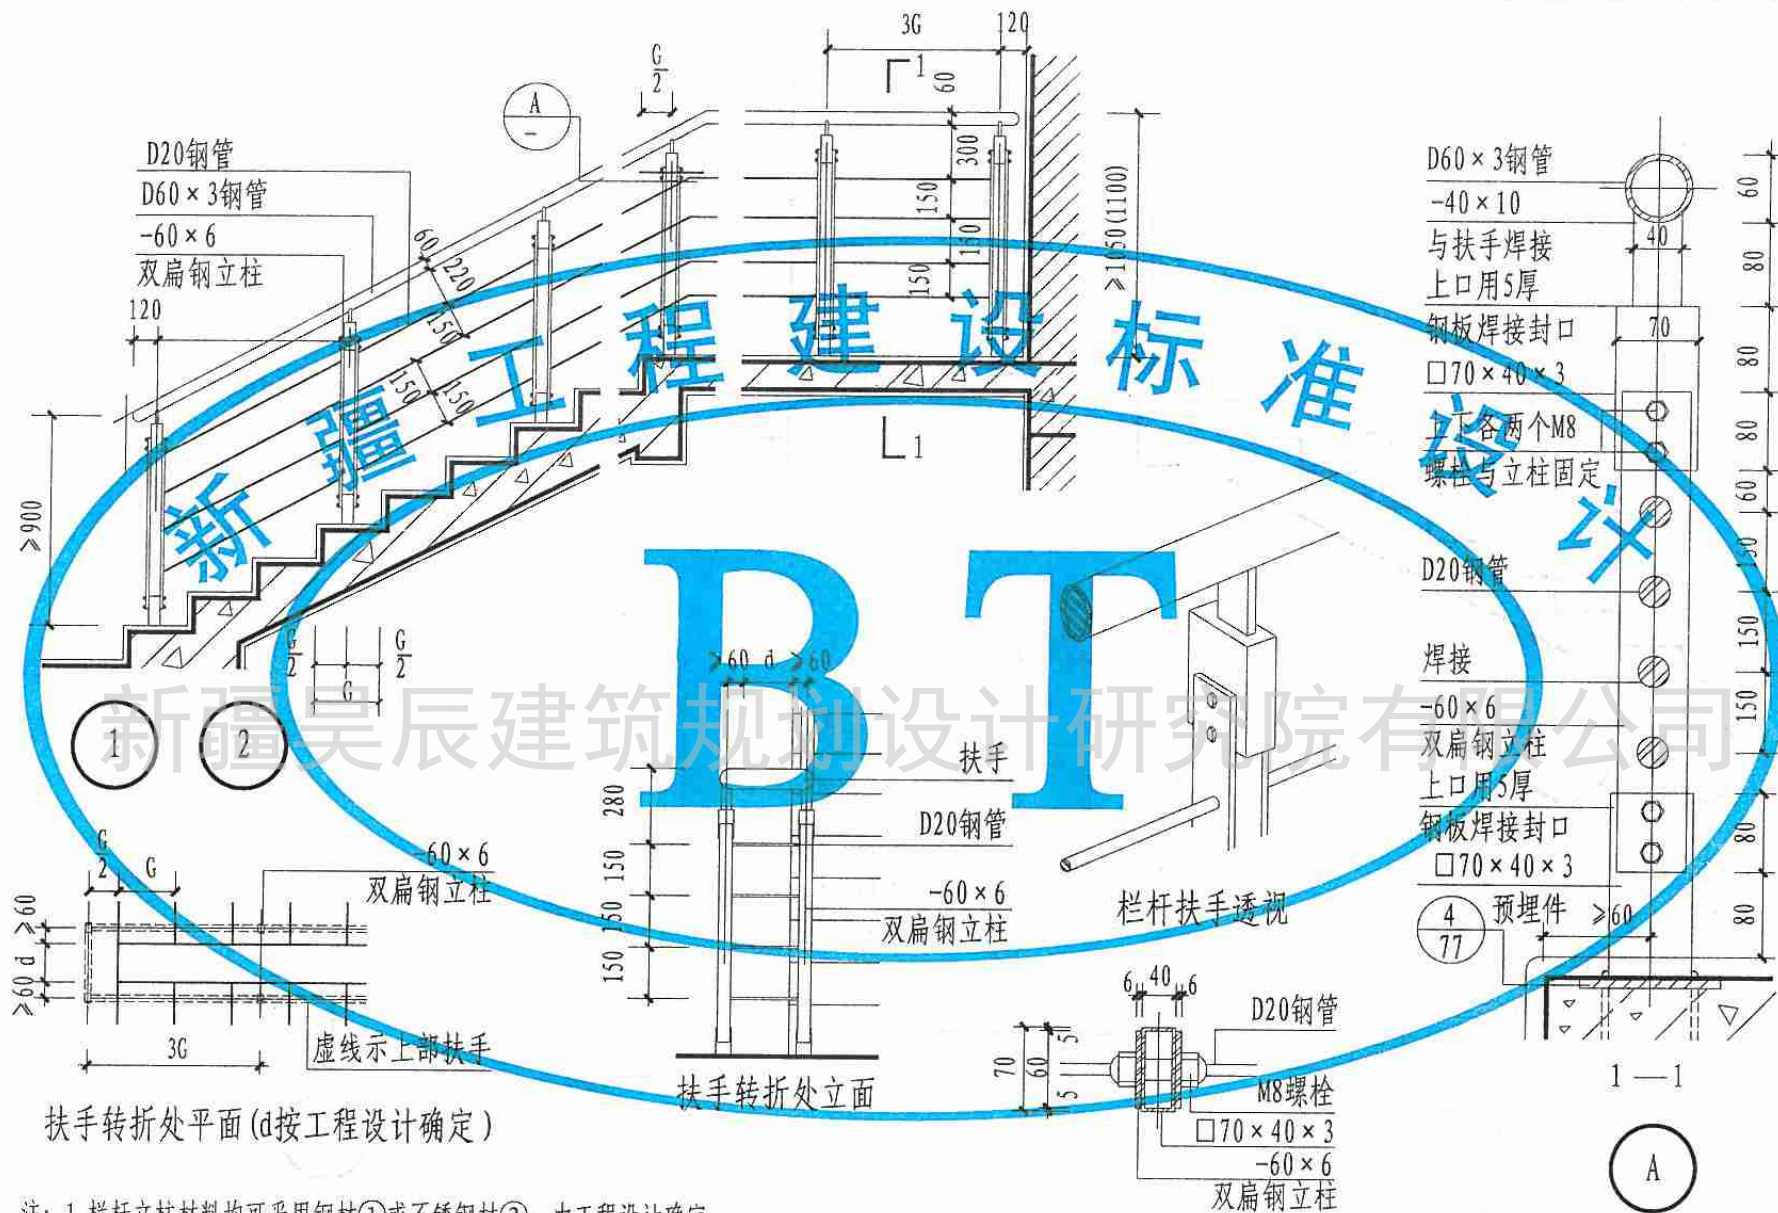 3G
120
G
2
1
60
A
-
D20钢管
D60×3钢管
-60×6
双扁钢立柱
120
60
220
150
150
150
300
150
150
150
≥1050(1100)
≥900
1
G
2
G
2
G
1
2
D60×3钢管
-40×10
与扶手焊接
上口用5厚
钢板焊接封口
□70×40×3
上下各两个M8
螺栓与立柱固定
D20钢管
焊接
-60×6
双扁钢立柱
上口用5厚
钢板焊接封口
□70×40×3
4
77
预埋件
≥60
40
70
60
80
80
80
60
150
150
150
80
80
1—1
A
新疆工程建设标准设计
BT
新疆昊辰建筑规划设计研究院有限公司
≥60 d ≥60
280
150
150
150
扶手
D20钢管
-60×6
双扁钢立柱
扶手转折处立面
栏杆扶手透视
G
2
G
-60×6
双扁钢立柱
≥60
d
≥60
3G
虚线示上部扶手
扶手转折处平面(d按工程设计确定)
6 40 6
70
60
5
5
D20钢管
M8螺栓
□70×40×3
-60×6
双扁钢立柱